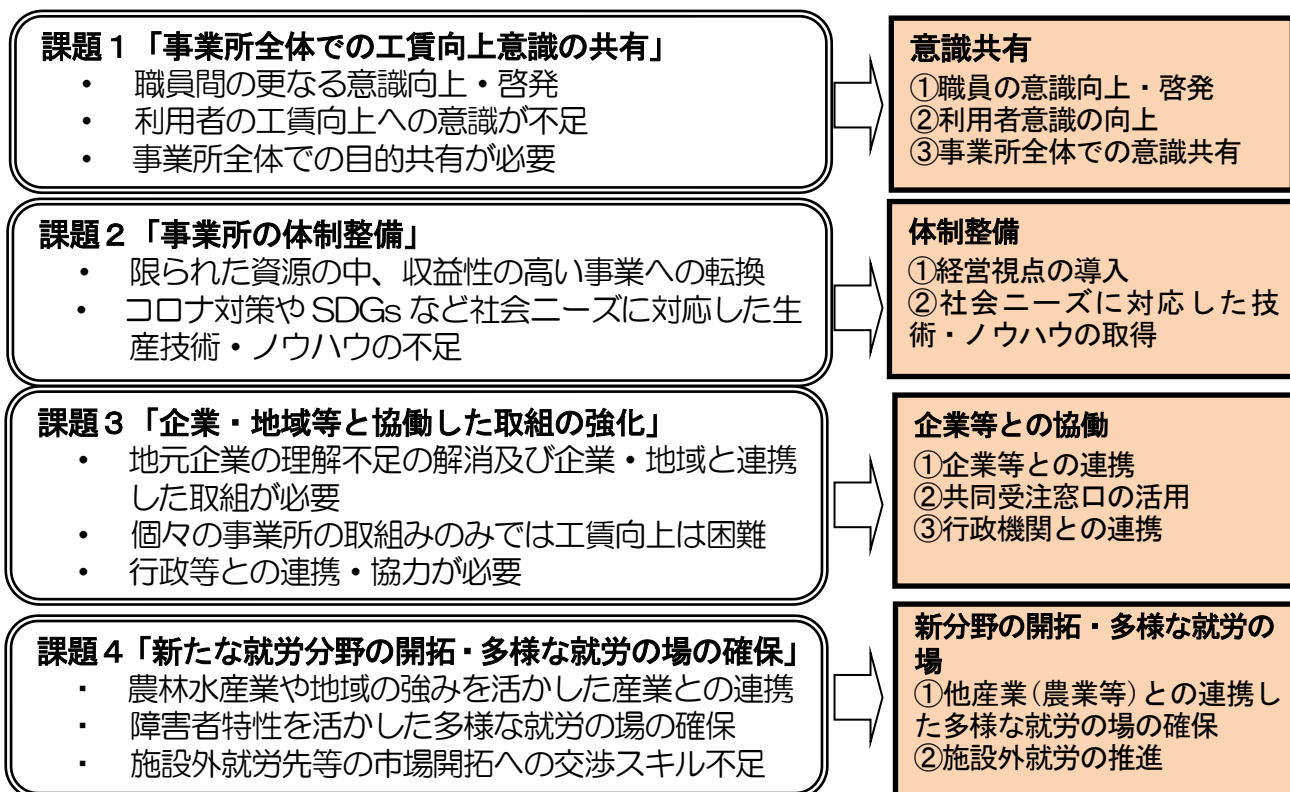 課題１「事業所全体での工賃向上意識の共有」
• 職員間の更なる意識向上・啓発
• 利用者の工賃向上への意識が不足
• 事業所全体での目的共有が必要
意識共有
①職員の意識向上・啓発
②利用者意識の向上
③事業所全体での意識共有
課題２「事業所の体制整備」
• 限られた資源の中、収益性の高い事業への転換
• コロナ対策や SDGs など社会ニーズに対応した生
産技術・ノウハウの不足
体制整備
①経営視点の導入
②社会ニーズに対応した技
術・ノウハウの取得
課題３「企業・地域等と協働した取組の強化」
• 地元企業の理解不足の解消及び企業・地域と連携
した取組が必要
• 個々の事業所の取組みのみでは工賃向上は困難
• 行政等との連携・協力が必要
企業等との協働
①企業等との連携
②共同受注窓口の活用
③行政機関との連携
課題４「新たな就労分野の開拓・多様な就労の場の確保」
・ 農林水産業や地域の強みを活かした産業との連携
・ 障害者特性を活かした多様な就労の場の確保
・ 施設外就労先等の市場開拓への交渉スキル不足
新分野の開拓・多様な就労の
場
①他産業（農業等）との連携し
た多様な就労の場の確保
②施設外就労の推進